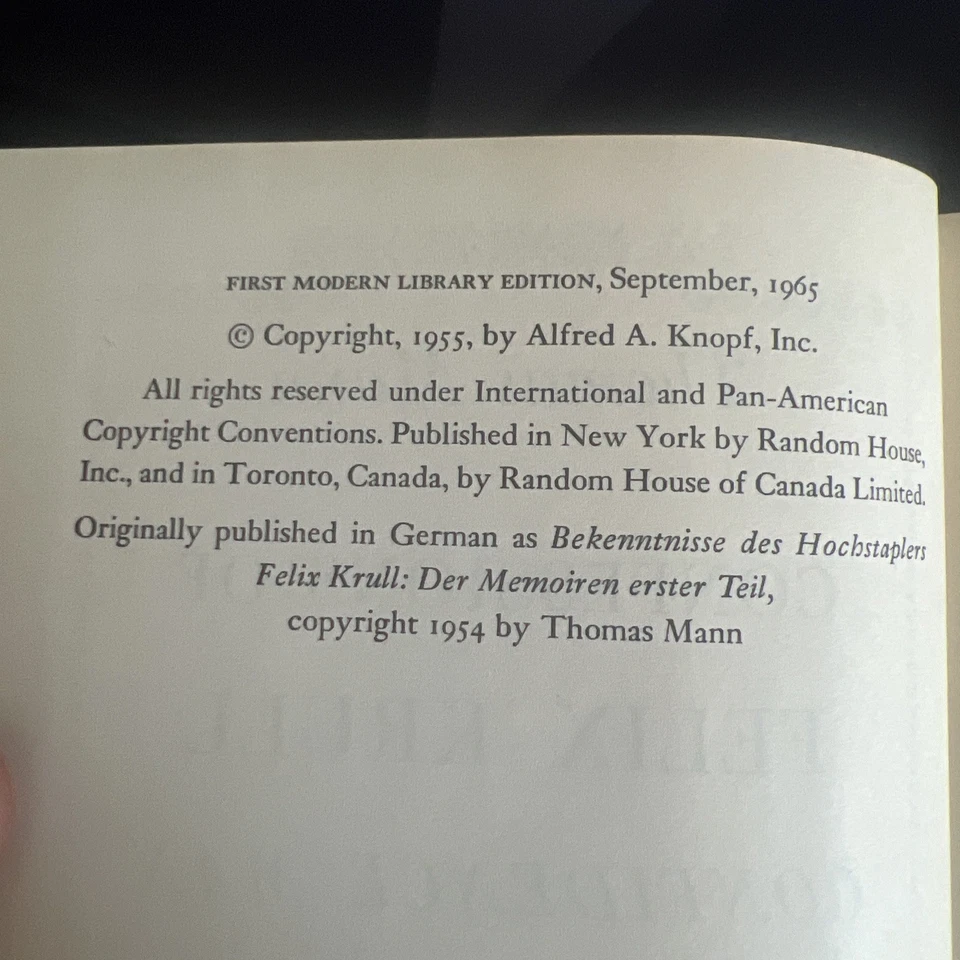 FIRST MODERN LIBRARY EDITION, September, 1965
© Copyright, 1955, by Alfred A. Knopf, Inc.
All rights reserved under International and Pan-American
Copyright Conventions. Published in New York by Random House,
Inc., and in Toronto, Canada, by Random House of Canada Limited.
Originally published in German as Bekenntnisse des Hochstaplers
Felix Krull: Der Memoiren erster Teil,
copyright 1954 by Thomas Mann